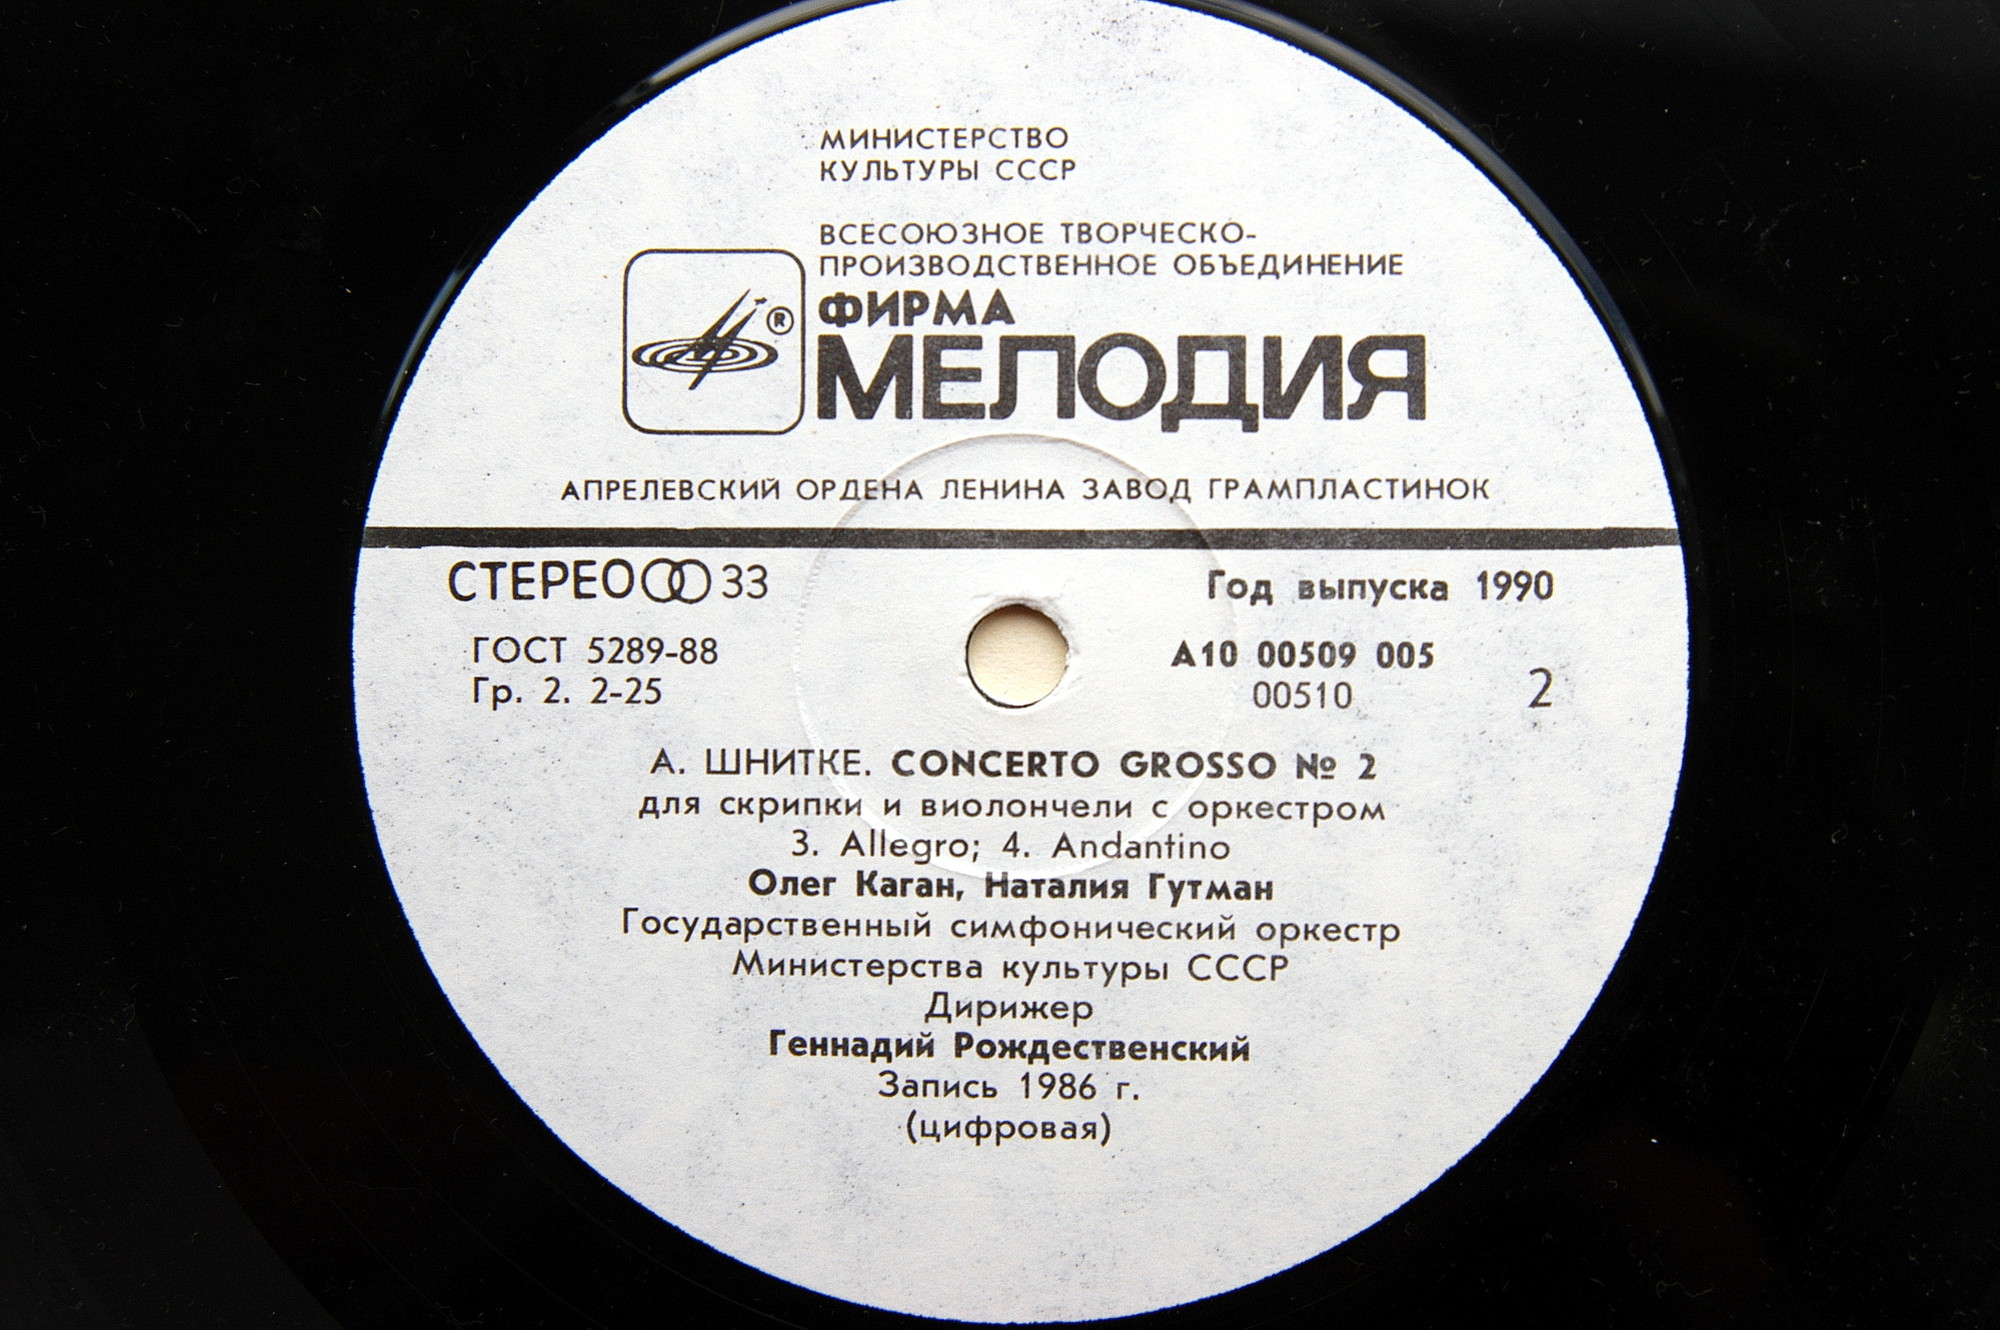 МИНИСТЕРСТВО
КУЛЬТУРЫ СССР
ВСЕСОЮЗНОЕ ТВОРЧЕСКО-
ПРОИЗВОДСТВЕННОЕ ОБЪЕДИНЕНИЕ
ФИРМА
®
МЕЛОДИЯ
АПРЕЛЕВСКИЙ ОРДЕНА ЛЕНИНА ЗАВОД ГРАМПЛАСТИНОК
СТЕРЕО 33
Год выпуска 1990
ГОСТ 5289-88
Гр. 2. 2-25
А10 00509 005
00510
2
А. ШНИТКЕ. CONCERTO GROSSO № 2
для скрипки и виолончели с оркестром
3. Allegro; 4. Andantino
Олег Каган, Наталия Гутман
Государственный симфонический оркестр
Министерства культуры СССР
Дирижер
Геннадий Рождественский
Запись 1986 г.
(цифровая)